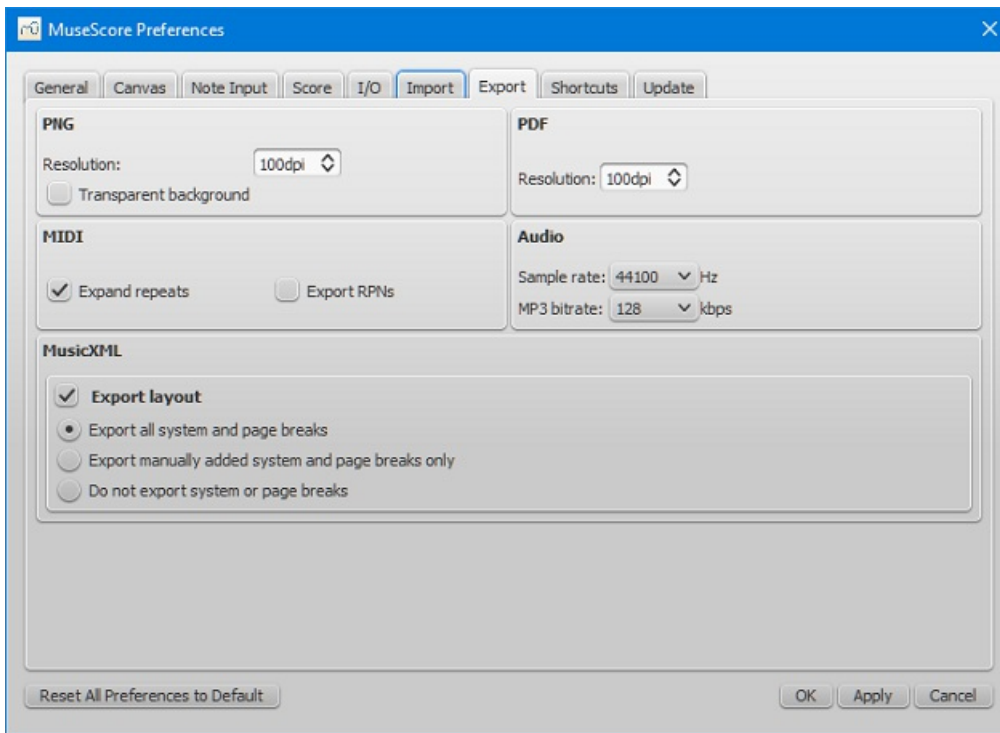 MuseScore Preferences
General Canvas Note Input Score I/O Import Export Shortcuts Update
PNG
Resolution: 100dpi
Transparent background
PDF
Resolution: 100dpi
MIDI
Expand repeats Export RPNs
Audio
Sample rate: 44100 Hz
MP3 bitrate: 128 kbps
MusicXML
Export layout
Export all system and page breaks
Export manually added system and page breaks only
Do not export system or page breaks
Reset All Preferences to Default OK Apply Cancel